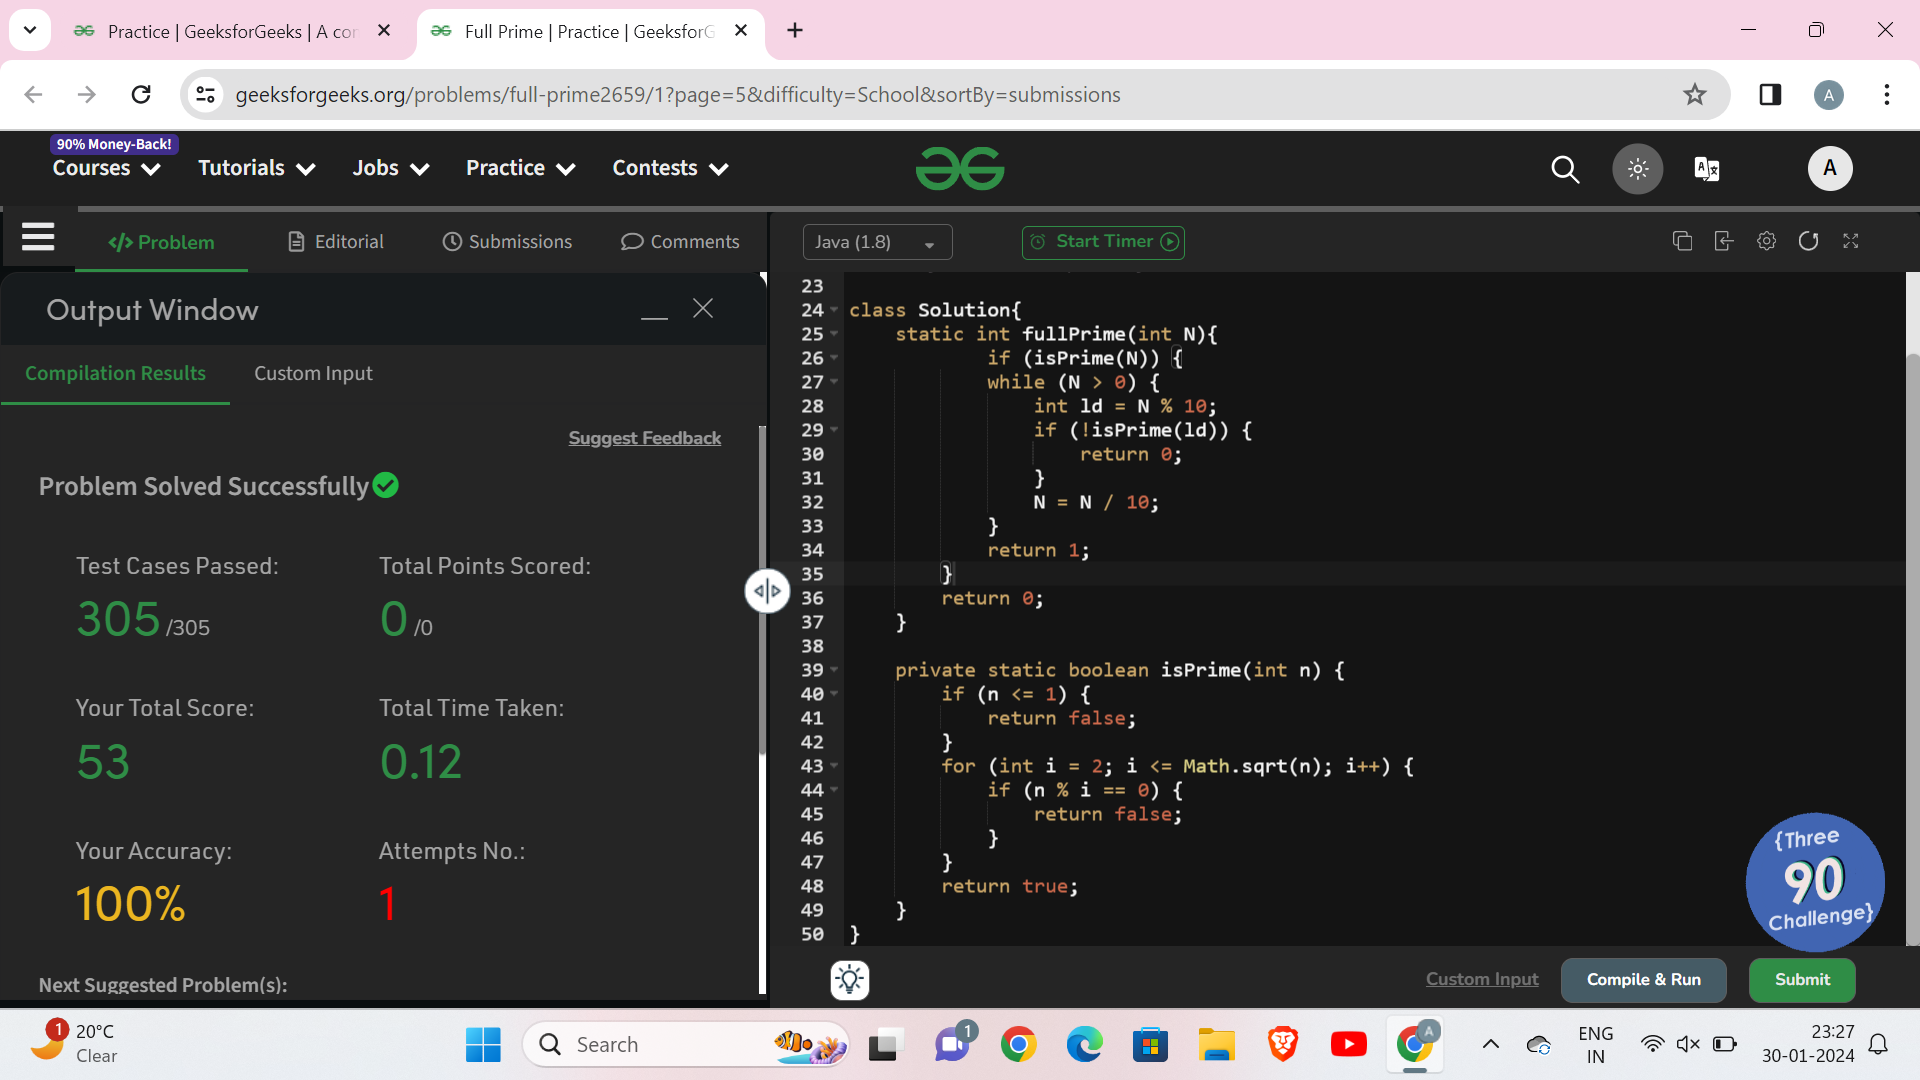 Practice | GeeksforGeeks | A cor
Full Prime | Practice | GeeksforG
geeksforgeeks.org/problems/full-prime2659/1?page=5&difficulty=School&sortBy=submissions
A
90% Money-Back!
Courses
Tutorials
Jobs
Practice
Contests
A
Problem
Editorial
Submissions
Comments
Java (1.8)
Start Timer
Output Window
Compilation Results
Custom Input
Suggest Feedback
Problem Solved Successfully
Test Cases Passed:
305 /305
Total Points Scored:
0 /0
Your Total Score:
53
Total Time Taken:
0.12
Your Accuracy:
100%
Attempts No.:
1
Next Suggested Problem(s):
23
24 class Solution{
25     static int fullPrime(int N){
26             if (isPrime(N)) {
27             while (N > 0) {
28                 int ld = N % 10;
29                 if (!isPrime(ld)) {
30                     return 0;
31                 }
32                 N = N / 10;
33             }
34             return 1;
35         }
36         return 0;
37     }
38
39     private static boolean isPrime(int n) {
40         if (n <= 1) {
41             return false;
42         }
43         for (int i = 2; i <= Math.sqrt(n); i++) {
44             if (n % i == 0) {
45                 return false;
46             }
47         }
48         return true;
49     }
50 }
{Three
90
Challenge}
Custom Input
Compile & Run
Submit
1
20°C
Clear
Search
1
A
ENG
IN
23:27
30-01-2024